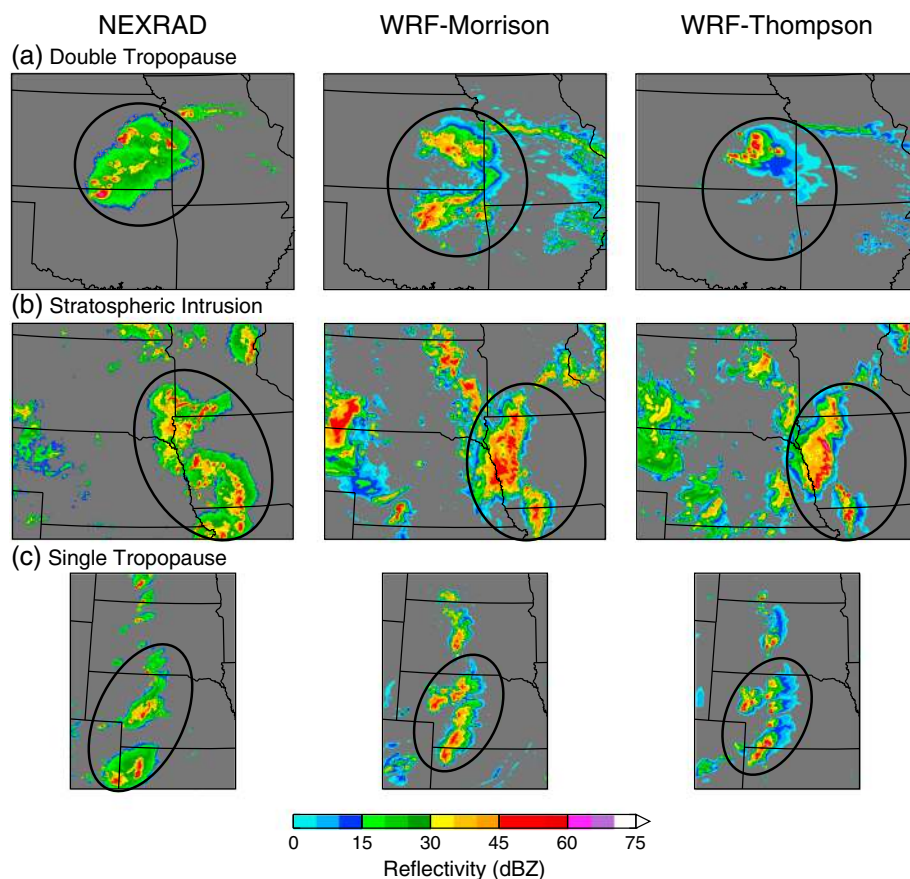 NEXRAD WRF-Morrison WRF-Thompson
(a) Double Tropopause
(b) Stratospheric Intrusion
(c) Single Tropopause
0 15 30 45 60 75
Reflectivity (dBZ)